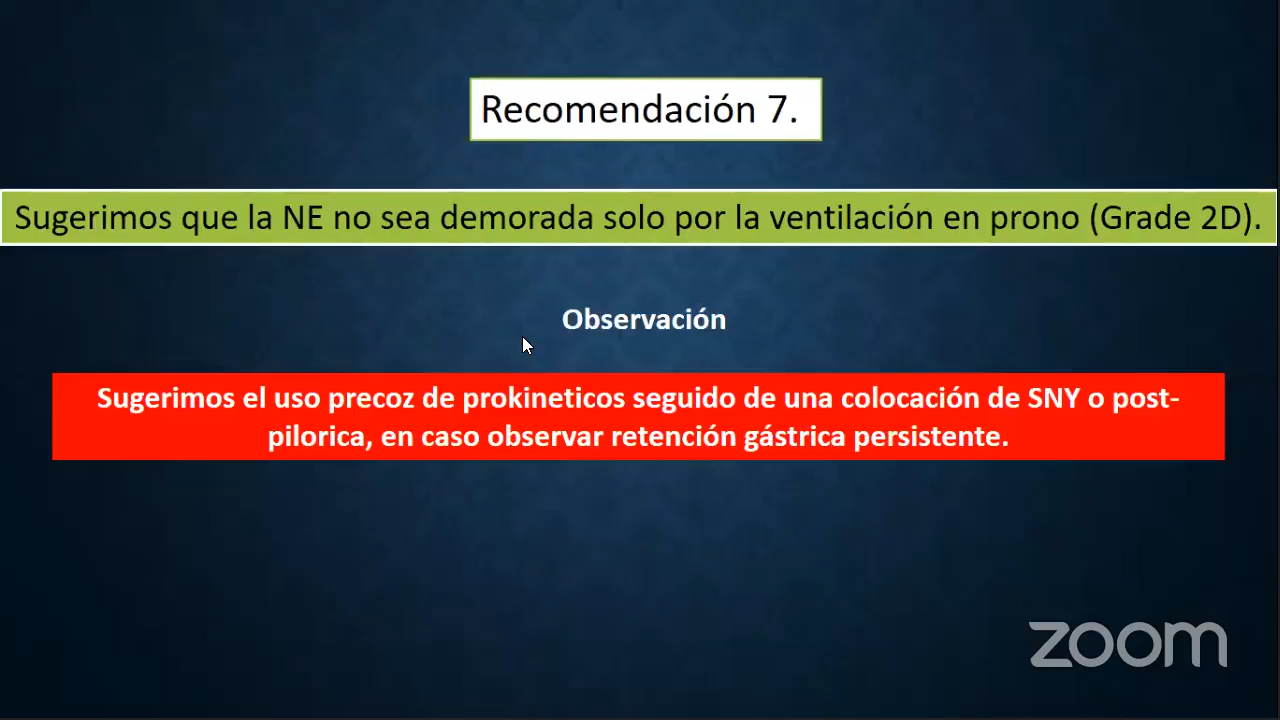 Recomendación 7.
Sugerimos que la NE no sea demorada solo por la ventilación en prono (Grade 2D).
Observación
Sugerimos el uso precoz de prokineticos seguido de una colocación de SNY o post-
pilorica, en caso observar retención gástrica persistente.
zoom